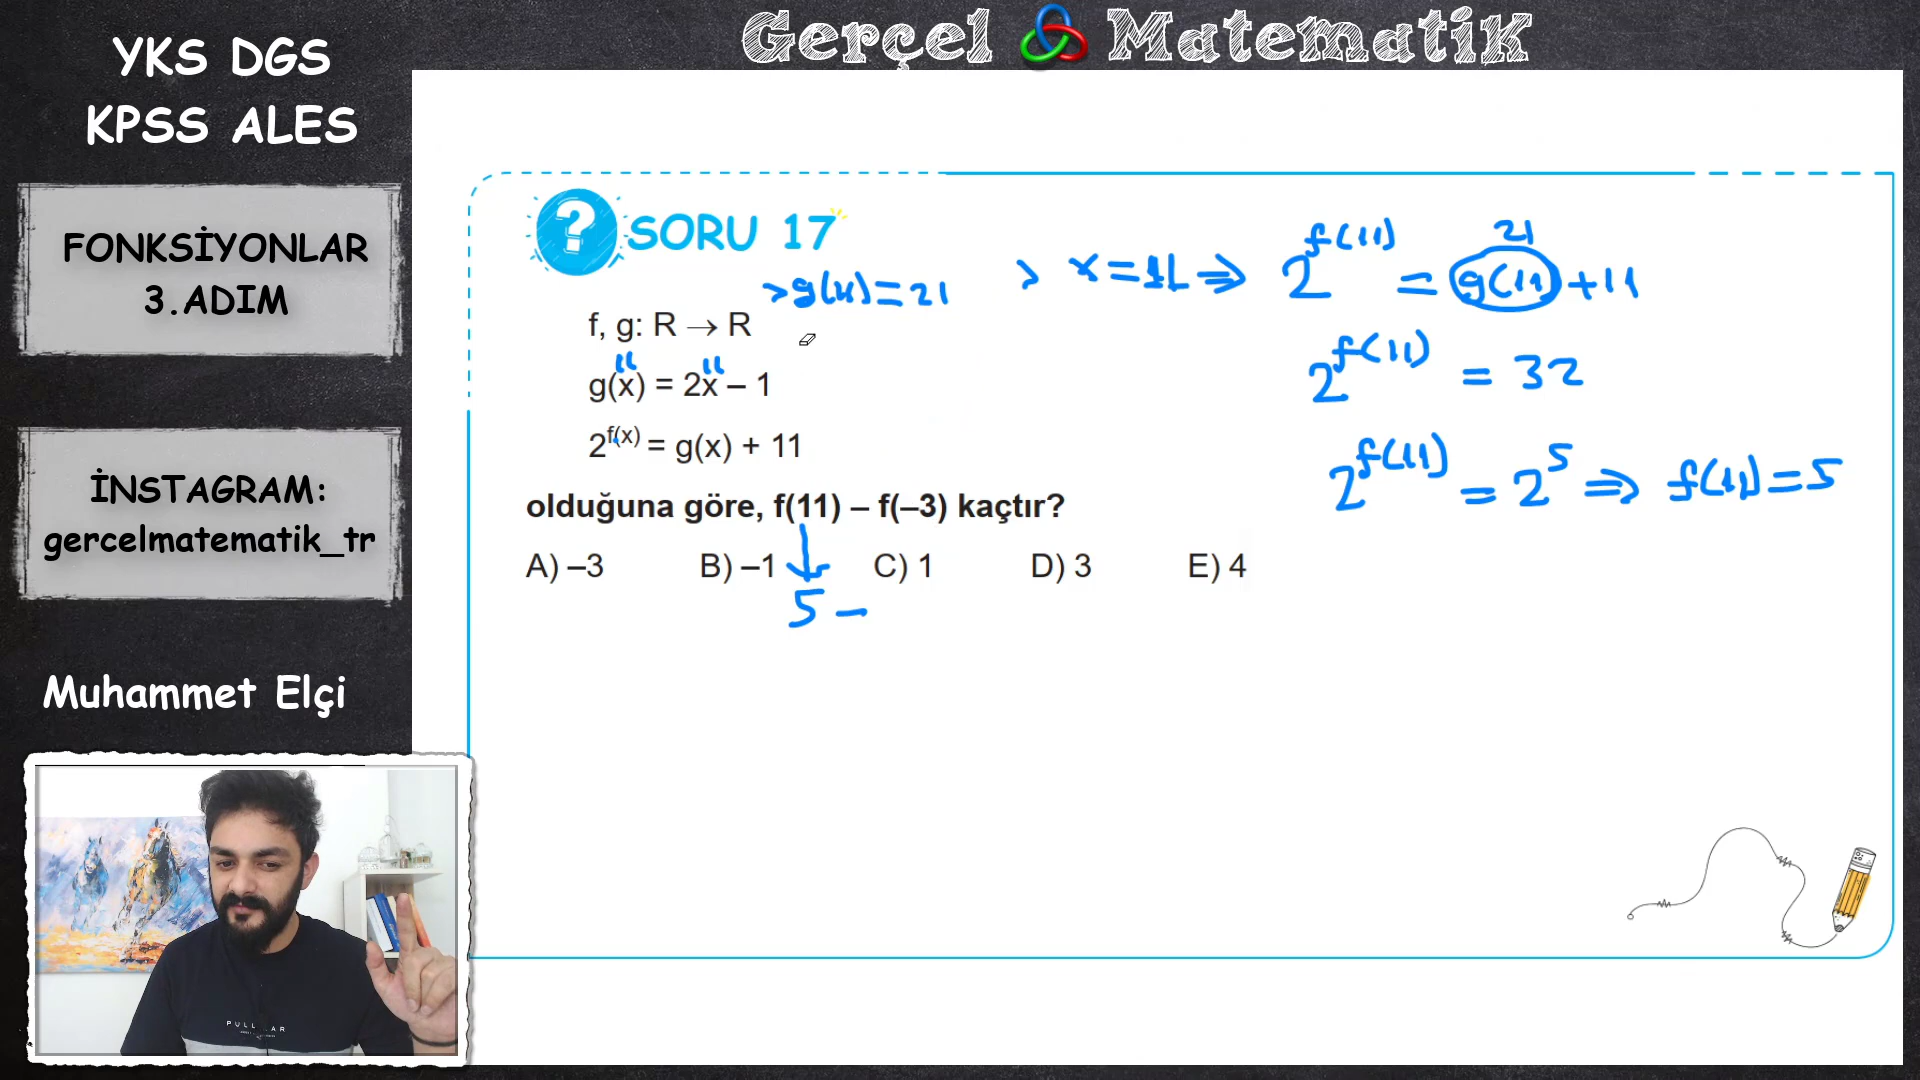 Gerçel Matematik
YKS DGS
KPSS ALES
FONKSİYONLAR
3.ADIM
İNSTAGRAM:
gercelmatematik_tr
Muhammet Elçi
SORU 17
> g(x) = 21
f, g: R → R
11 11
g(x) = 2x – 1
2^f(x) = g(x) + 11
olduğuna göre, f(11) – f(–3) kaçtır?
A) –3 B) –1 C) 1 D) 3 E) 4
5 –
21
> x = 11 ⇒ 2^f(11) = g(11) + 11
2^f(11) = 32
2^f(11) = 2^5 ⇒ f(11) = 5